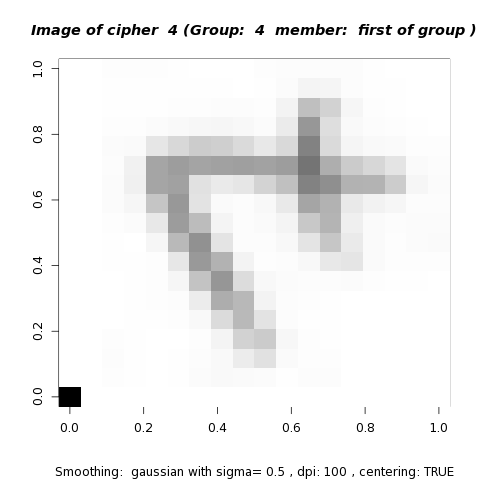 Image of cipher 4 (Group: 4 member: first of group )
1.0
0.8
0.6
0.4
0.2
0.0
0.0 0.2 0.4 0.6 0.8 1.0
Smoothing: gaussian with sigma= 0.5 , dpi: 100 , centering: TRUE